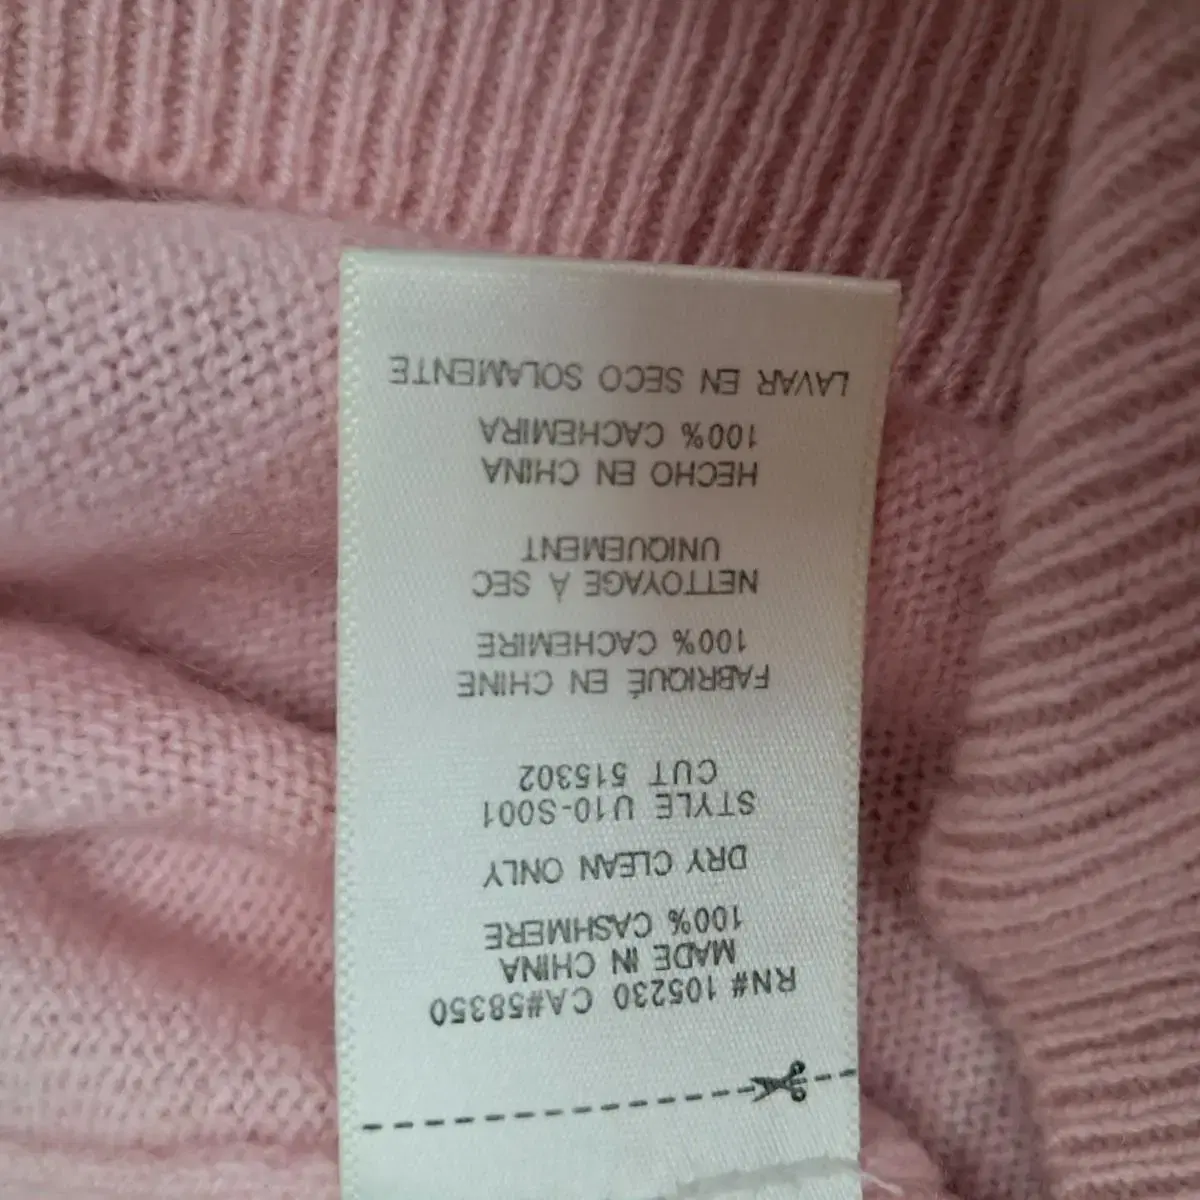 RN# 105230 CA#58350
MADE IN CHINA
100% CASHMERE
DRY CLEAN ONLY
STYLE U10-S001
CUT 515302
FABRIQUÉ EN CHINE
100% CACHEMIRE
NETTOYAGE À SEC
UNIQUEMENT
HECHO EN CHINA
100% CACHEMIRA
LAVAR EN SECO SOLAMENTE